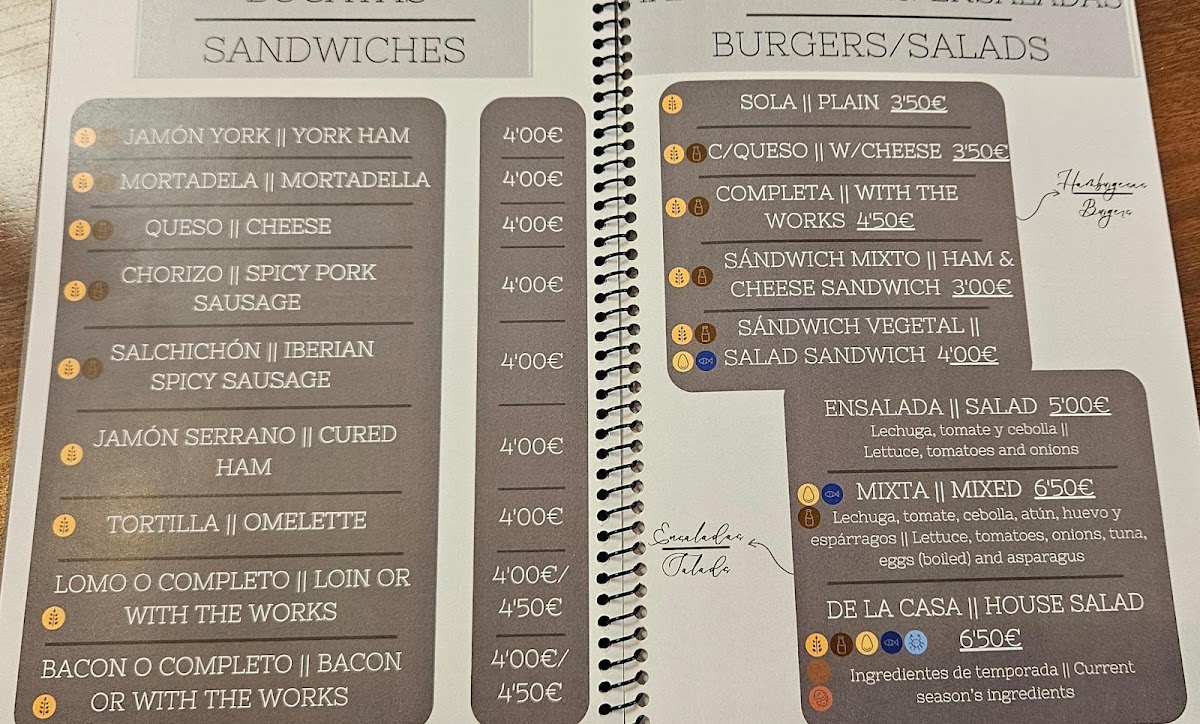 SANDWICHES
JAMÓN YORK || YORK HAM 4'00€
MORTADELA || MORTADELLA 4'00€
QUESO || CHEESE 4'00€
CHORIZO || SPICY PORK
SAUSAGE 4'00€
SALCHICHÓN || IBERIAN
SPICY SAUSAGE 4'00€
JAMÓN SERRANO || CURED
HAM 4'00€
TORTILLA || OMELETTE 4'00€
LOMO O COMPLETO || LOIN OR 4'00€/
WITH THE WORKS 4'50€
BACON O COMPLETO || BACON 4'00€/
OR WITH THE WORKS 4'50€
BURGERS/SALADS
SOLA || PLAIN 3'50€
C/QUESO || W/CHEESE 3'50€
COMPLETA || WITH THE
WORKS 4'50€
SÁNDWICH MIXTO || HAM &
CHEESE SANDWICH 3'00€
SÁNDWICH VEGETAL ||
SALAD SANDWICH 4'00€
Hamburguesas
Burgers
ENSALADA || SALAD 5'00€
Lechuga, tomate y cebolla ||
Lettuce, tomatoes and onions
MIXTA || MIXED 6'50€
Lechuga, tomate, cebolla, atún, huevo y
espárragos || Lettuce, tomatoes, onions, tuna,
eggs (boiled) and asparagus
DE LA CASA || HOUSE SALAD
6'50€
Ingredientes de temporada || Current
season's ingredients
Ensaladas
Salads